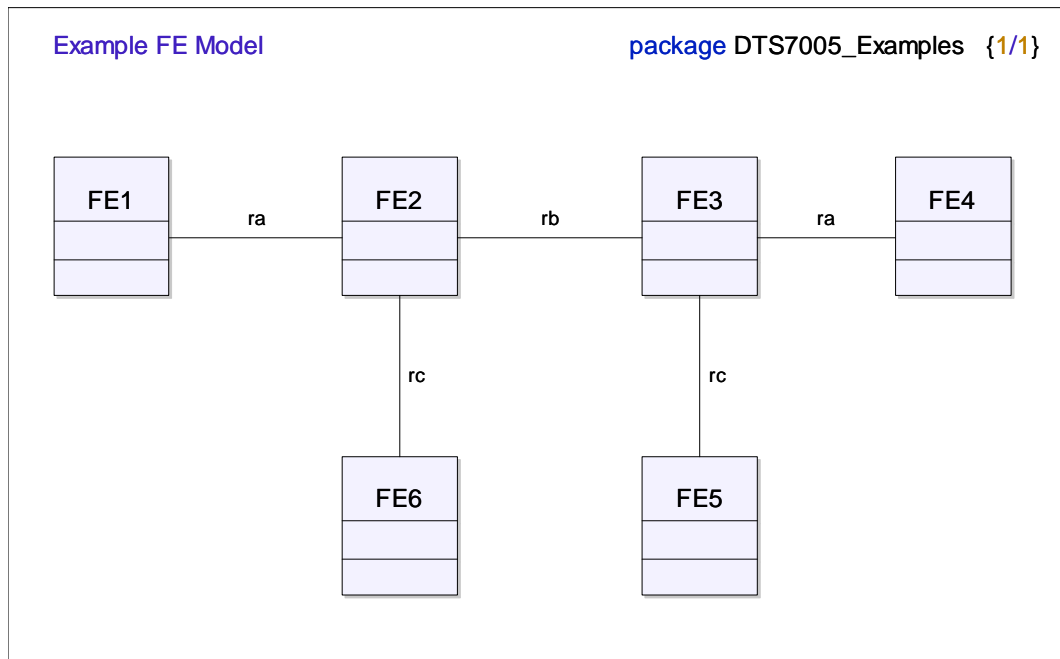 Example FE Model
package DTS7005_Examples {1/1}
FE1
FE2
FE3
FE4
ra
rb
ra
rc
rc
FE6
FE5